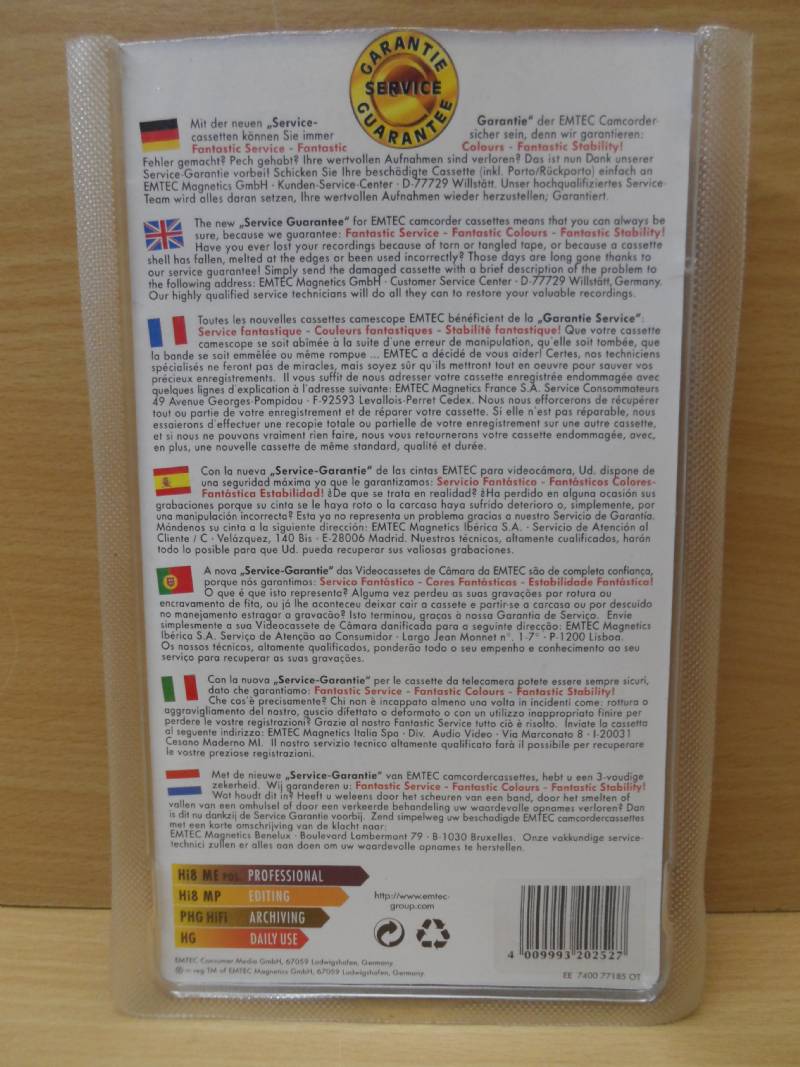 GARANTIE
SERVICE
GUARANTEE
Mit der neuen „Service- Garantie" der EMTEC Camcorder-
cassetten können Sie immer sicher sein, denn wir garantieren:
Fantastic Service - Fantastic Colours - Fantastic Stability!
Fehler gemacht? Pech gehabt? Ihre wertvollen Aufnahmen sind verloren? Das ist nun Dank unserer
Service-Garantie vorbei! Schicken Sie Ihre beschädigte Cassette (inkl. Porto/Rückporto) einfach an
EMTEC Magnetics GmbH · Kunden-Service-Center · D-77729 Willstätt. Unser hochqualifiziertes Service-
Team wird alles daran setzen, Ihre wertvollen Aufnahmen wieder herzustellen; Garantiert.
The new „Service Guarantee" for EMTEC camcorder cassettes means that you can always be
sure, because we guarantee: Fantastic Service - Fantastic Colours - Fantastic Stability!
Have you ever lost your recordings because of torn or tangled tape, or because a cassette
shell has fallen, melted at the edges or been used incorrectly? Those days are long gone thanks to
our service guarantee! Simply send the damaged cassette with a brief description of the problem to
the following address: EMTEC Magnetics GmbH · Customer Service Center · D-77729 Willstätt, Germany.
Our highly qualified service technicians will do all they can to restore your valuable recordings.
Toutes les nouvelles cassettes camescope EMTEC bénéficient de la „Garantie Service":
Service fantastique - Couleurs fantastiques - Stabilité fantastique! Que votre cassette
camescope se soit abîmée à la suite d'une erreur de manipulation, qu'elle soit tombée, que
la bande se soit emmêlée ou même rompue ... EMTEC a décidé de vous aider! Certes, nos techniciens
spécialisés ne feront pas de miracles, mais soyez sûr qu'ils mettront tout en oeuvre pour sauver vos
précieux enregistrements. Il vous suffit de nous adresser votre cassette enregistrée endommagée avec
quelques lignes d'explication à l'adresse suivante: EMTEC Magnetics France S.A. Service Consommateurs
49 Avenue Georges-Pompidou · F-92593 Levallois-Perret Cedex. Nous nous efforcerons de récupérer
tout ou partie de votre enregistrement et de réparer votre cassette. Si elle n'est pas réparable, nous
essaierons d'effectuer une recopie totale ou partielle de votre enregistrement sur une autre cassette,
et si nous ne pouvons vraiment rien faire, nous vous retournerons votre cassette endommagée, avec,
en plus, une nouvelle cassette de même standard, qualité et durée.
Con la nueva „Service-Garantie" de las cintas EMTEC para videocámara, Ud. dispone de
una seguridad máxima ya que le garantizamos: Servicio Fantástico - Fantásticos Colores-
Fantástica Estabilidad! ¿De que se trata en realidad? ¿Ha perdido en alguna ocasión sus
grabaciones porque su cinta se le haya roto o la carcasa haya sufrido deterioro o, simplemente, por
una manipulación incorrecta? Esta ya no representa un problema gracias a nuestro Servicio de Garantía.
Mándenos su cinta a la siguiente dirección: EMTEC Magnetics Ibérica S.A. · Servicio de Atención al
Cliente / C · Velázquez, 140 Bis · E-28006 Madrid. Nuestros técnicos, altamente cualificados, harán
todo lo posible para que Ud. pueda recuperar sus valiosas grabaciones.
A nova „Service-Garantie" das Videocassetes de Câmara da EMTEC são de completa confiança,
porque nós garantimos: Servico Fantástico - Cores Fantásticas - Estabilidade Fantástica!
O que é que isto representa? Alguma vez perdeu as suas gravações por rotura ou
encravamento de fita, ou já lhe aconteceu deixar cair a cassete e partir-se a carcasa ou por descuido
no manejamento estragar a gravacão? Isto terminou, graças à nossa Garantia de Serviço. Envie
simplesmente a sua Videocassete de Câmara danificada para a seguinte direcção: EMTEC Magnetics
Ibérica S.A. Serviço de Atenção ao Consumidor · Largo Jean Monnet n°. 1-7° · P-1200 Lisboa.
Os nossos técnicos, altamente qualificados, ponderão todo o seu empenho e conhecimento ao seu
serviço para recuperar as suas gravações.
Con la nuova „Service-Garantie" per le cassette da telecamera potete essere sempre sicuri,
dato che garantiamo: Fantastic Service - Fantastic Colours - Fantastic Stability!
Che cos'è precisamente? Chi non è incappato almeno una volta in incidenti come: rottura o
aggravigliamento del nastro, guscio difettato o deformato o con un utilizzo inappropriato finire per
perdere le vostre registrazioni? Grazie al nostro Fantastic Service tutto ciò è risolto. Inviate la cassetta
al seguente indirizzo: EMTEC Magnetics Italia Spa · Div. Audio Video · Via Marconato 8 · I-20031
Cesano Maderno MI. Il nostro servizio tecnico altamente qualificato farà il possibile per recuperare
le vostre preziose registrazioni.
Met de nieuwe „Service-Garantie" van EMTEC camcordercassettes, hebt u een 3-voudige
zekerheid. Wij garanderen u: Fantastic Service - Fantastic Colours - Fantastic Stability!
Wat houdt dit in? Heeft u weleens door het scheuren van een band, door het smelten of
vallen van een omhulsel of door een verkeerde behandeling uw waardevolle opnames verloren? Dan
is dit nu dankzij de Service Garantie voorbij. Zend simpelweg uw beschadigde EMTEC camcordercassettes
met een korte omschrijving van de klacht naar:
EMTEC Magnetics Benelux · Boulevard Lambermont 79 · B-1030 Bruxelles. Onze vakkundige service-
technici zullen er alles aan doen om uw waardevolle opnames te herstellen.
Hi8 ME POS. PROFESSIONAL
Hi8 MP EDITING
PHG HiFi ARCHIVING
HG DAILY USE
http://www.emtec-
group.com
4 009993 202527
EMTEC Consumer Media GmbH, 67059 Ludwigshafen, Germany.
= reg TM of EMTEC Magnetics GmbH, 67059 Ludwigshafen, Germany.
EE 7400 77185 OT